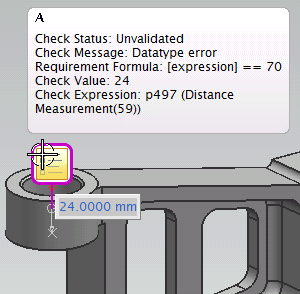 A
Check Status: Unvalidated
Check Message: Datatype error
Requirement Formula: [expression] == 70
Check Value: 24
Check Expression: p497 (Distance
Measurement(59))
24.0000 mm